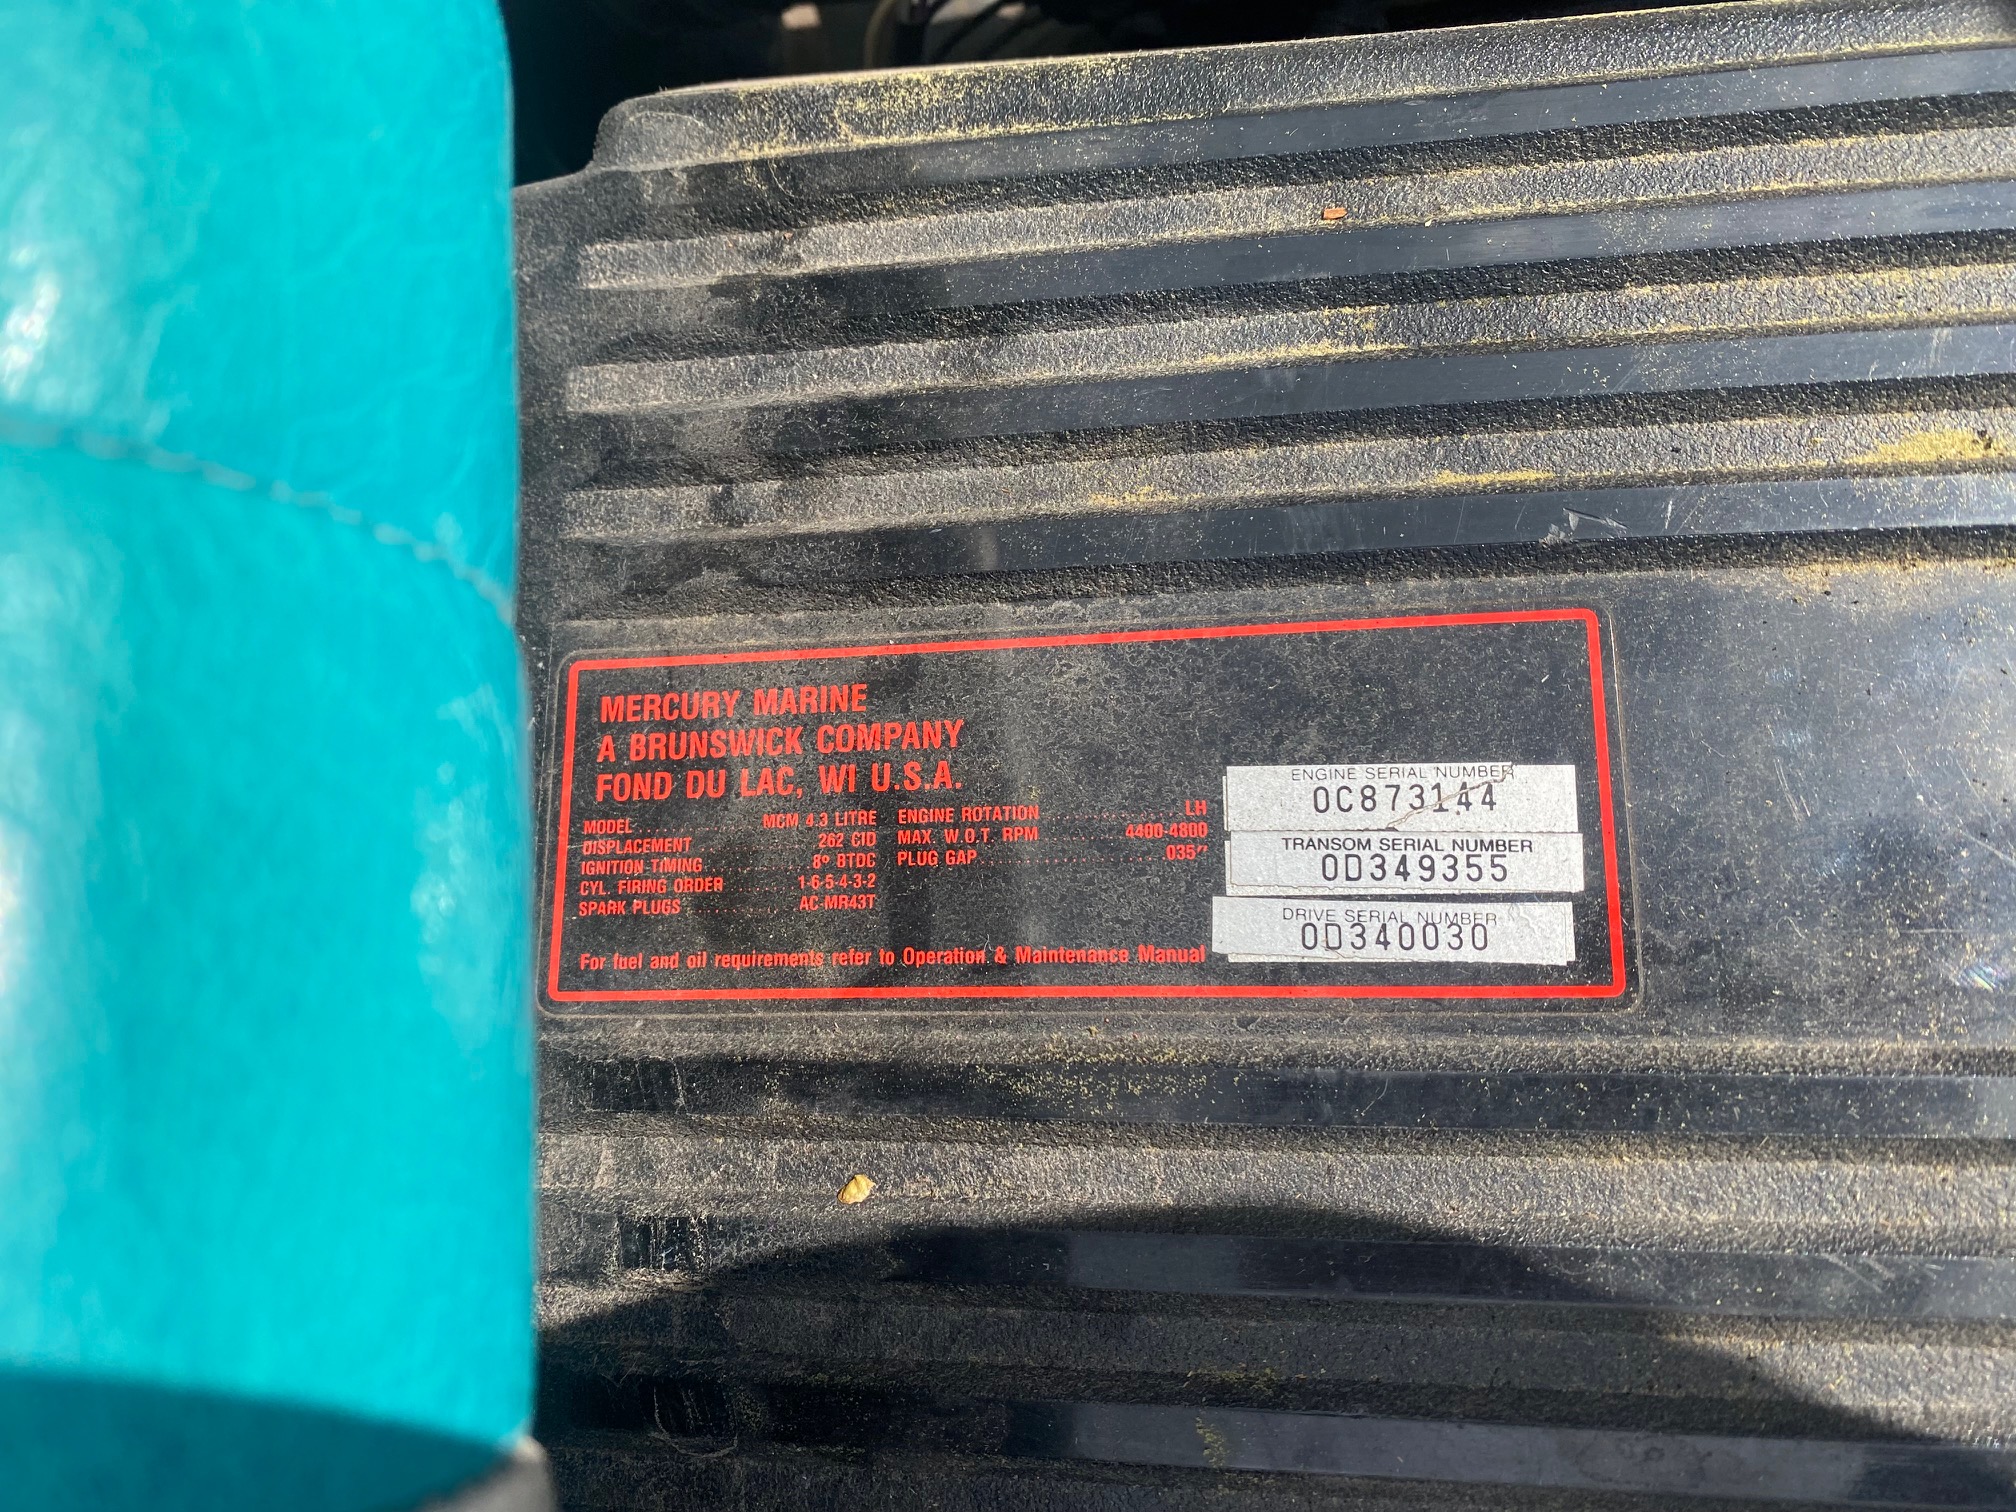 MERCURY MARINE
A BRUNSWICK COMPANY
FOND DU LAC, WI U.S.A.
MODEL MCM 4.3 LITRE ENGINE ROTATION LH
DISPLACEMENT 262 CID MAX. W.O.T. RPM 4400-4800
IGNITION TIMING 8º BTDC PLUG GAP .035"
CYL. FIRING ORDER 1-6-5-4-3-2
SPARK PLUGS AC-MR43T
For fuel and oil requirements refer to Operation & Maintenance Manual
ENGINE SERIAL NUMBER
0C873144
TRANSOM SERIAL NUMBER
0D349355
DRIVE SERIAL NUMBER
0D340030